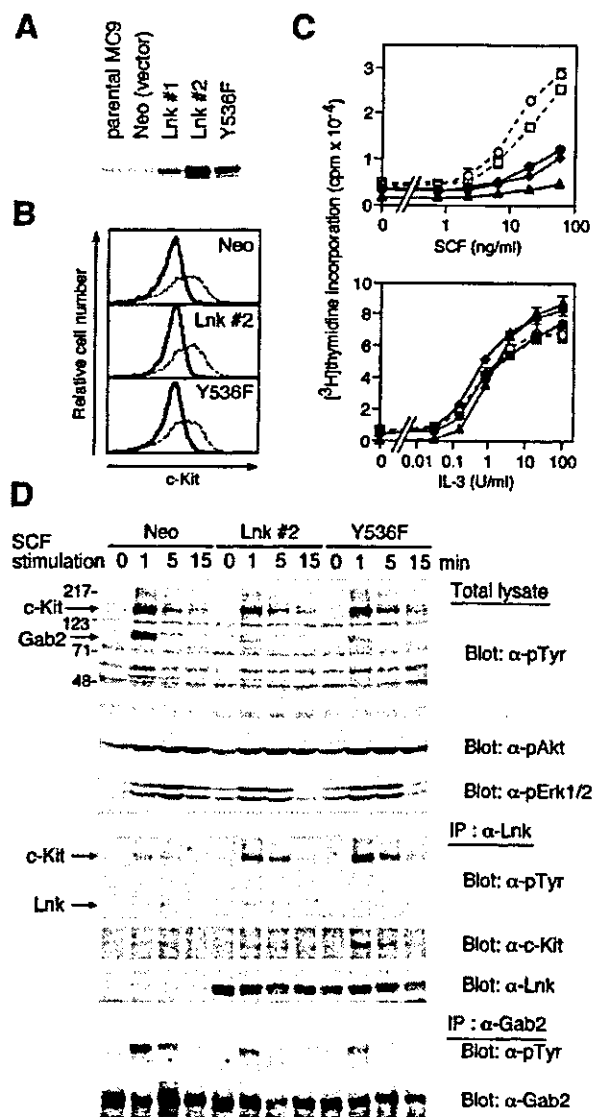 A
parental MC9
Neo (vector)
Lnk #1
Lnk #2
Y536F
B
Relative cell number
Neo
Lnk #2
Y536F
c-Kit
C
[³H]thymidine incorporation (cpm x 10⁻⁴)
3
2
1
0
0 1 10 100
SCF (ng/ml)
10
8
6
4
2
0
0 0.01 0.1 1 10 100
IL-3 (U/ml)
D
Neo Lnk #2 Y536F
SCF
stimulation 0 1 5 15 0 1 5 15 0 1 5 15 min
217-
c-Kit
123
Gab2
71-
48-
Total lysate
Blot: α-pTyr
Blot: α-pAkt
Blot: α-pErk1/2
IP : α-Lnk
c-Kit
Blot: α-pTyr
Lnk
Blot: α-c-Kit
Blot: α-Lnk
IP : α-Gab2
Blot: α-pTyr
Blot: α-Gab2